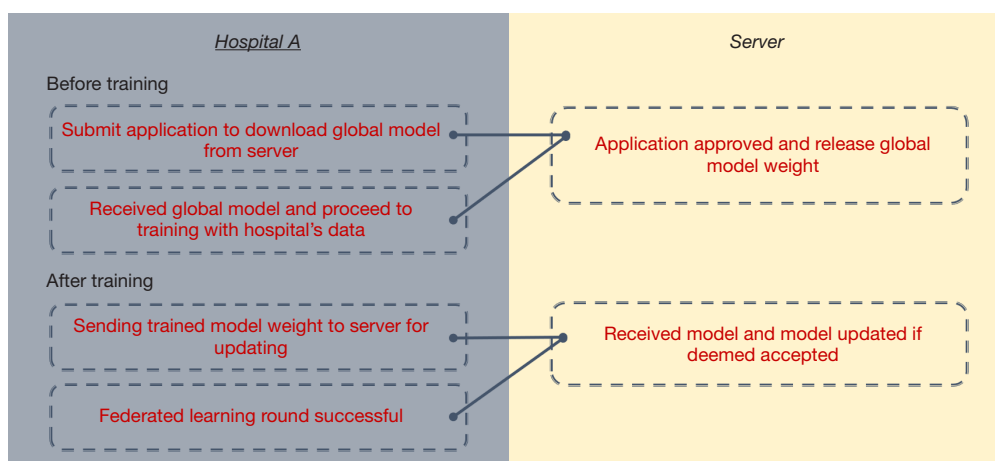 Hospital A
Server
Before training
Submit application to download global model
from server
Application approved and release global
model weight
Received global model and proceed to
training with hospital's data
After training
Sending trained model weight to server for
updating
Received model and model updated if
deemed accepted
Federated learning round successful